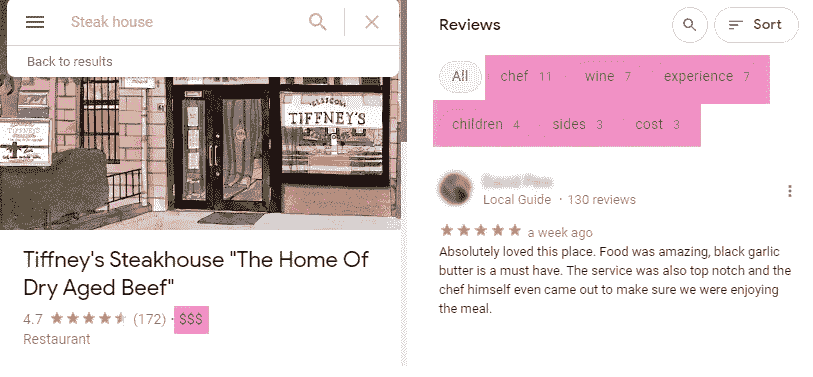 Steak house
Back to results
GLASGOW
TIFFNEY'S
TIFFNEY'S
Tiffney's Steakhouse "The Home Of
Dry Aged Beef"
4.7 (172) · $$$
Restaurant
Reviews
Sort
All chef 11 wine 7 experience 7
children 4 sides 3 cost 3
Local Guide · 130 reviews
a week ago
Absolutely loved this place. Food was amazing, black garlic
butter is a must have. The service was also top notch and the
chef himself even came out to make sure we were enjoying
the meal.